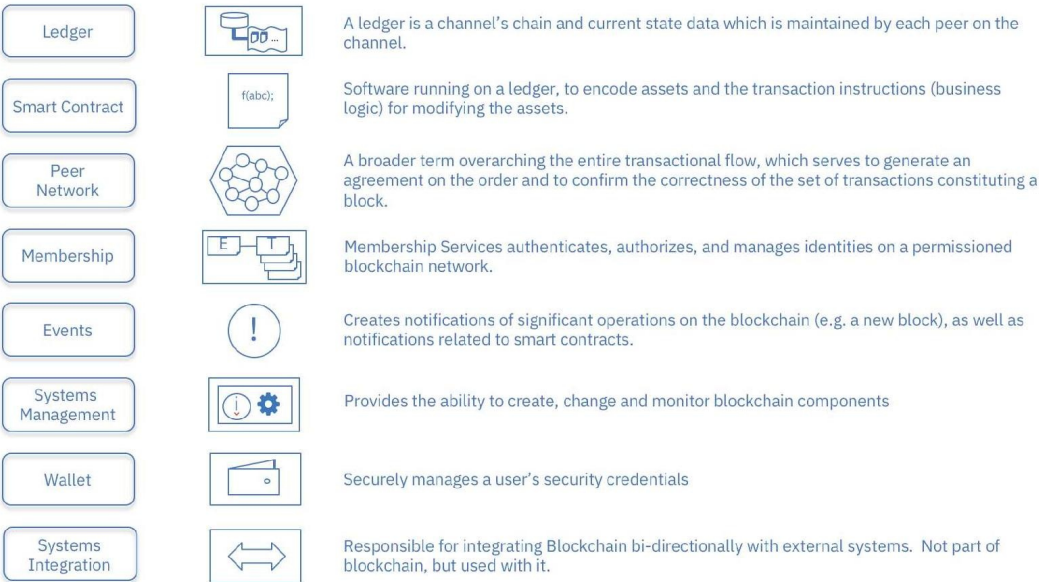 Ledger
A ledger is a channel's chain and current state data which is maintained by each peer on the
channel.
Smart Contract
f(abc);
Software running on a ledger, to encode assets and the transaction instructions (business
logic) for modifying the assets.
Peer
Network
A broader term overarching the entire transactional flow, which serves to generate an
agreement on the order and to confirm the correctness of the set of transactions constituting a
block.
Membership
E T
Membership Services authenticates, authorizes, and manages identities on a permissioned
blockchain network.
Events
!
Creates notifications of significant operations on the blockchain (e.g. a new block), as well as
notifications related to smart contracts.
Systems
Management
i
Provides the ability to create, change and monitor blockchain components
Wallet
Securely manages a user's security credentials
Systems
Integration
Responsible for integrating Blockchain bi-directionally with external systems.  Not part of
blockchain, but used with it.